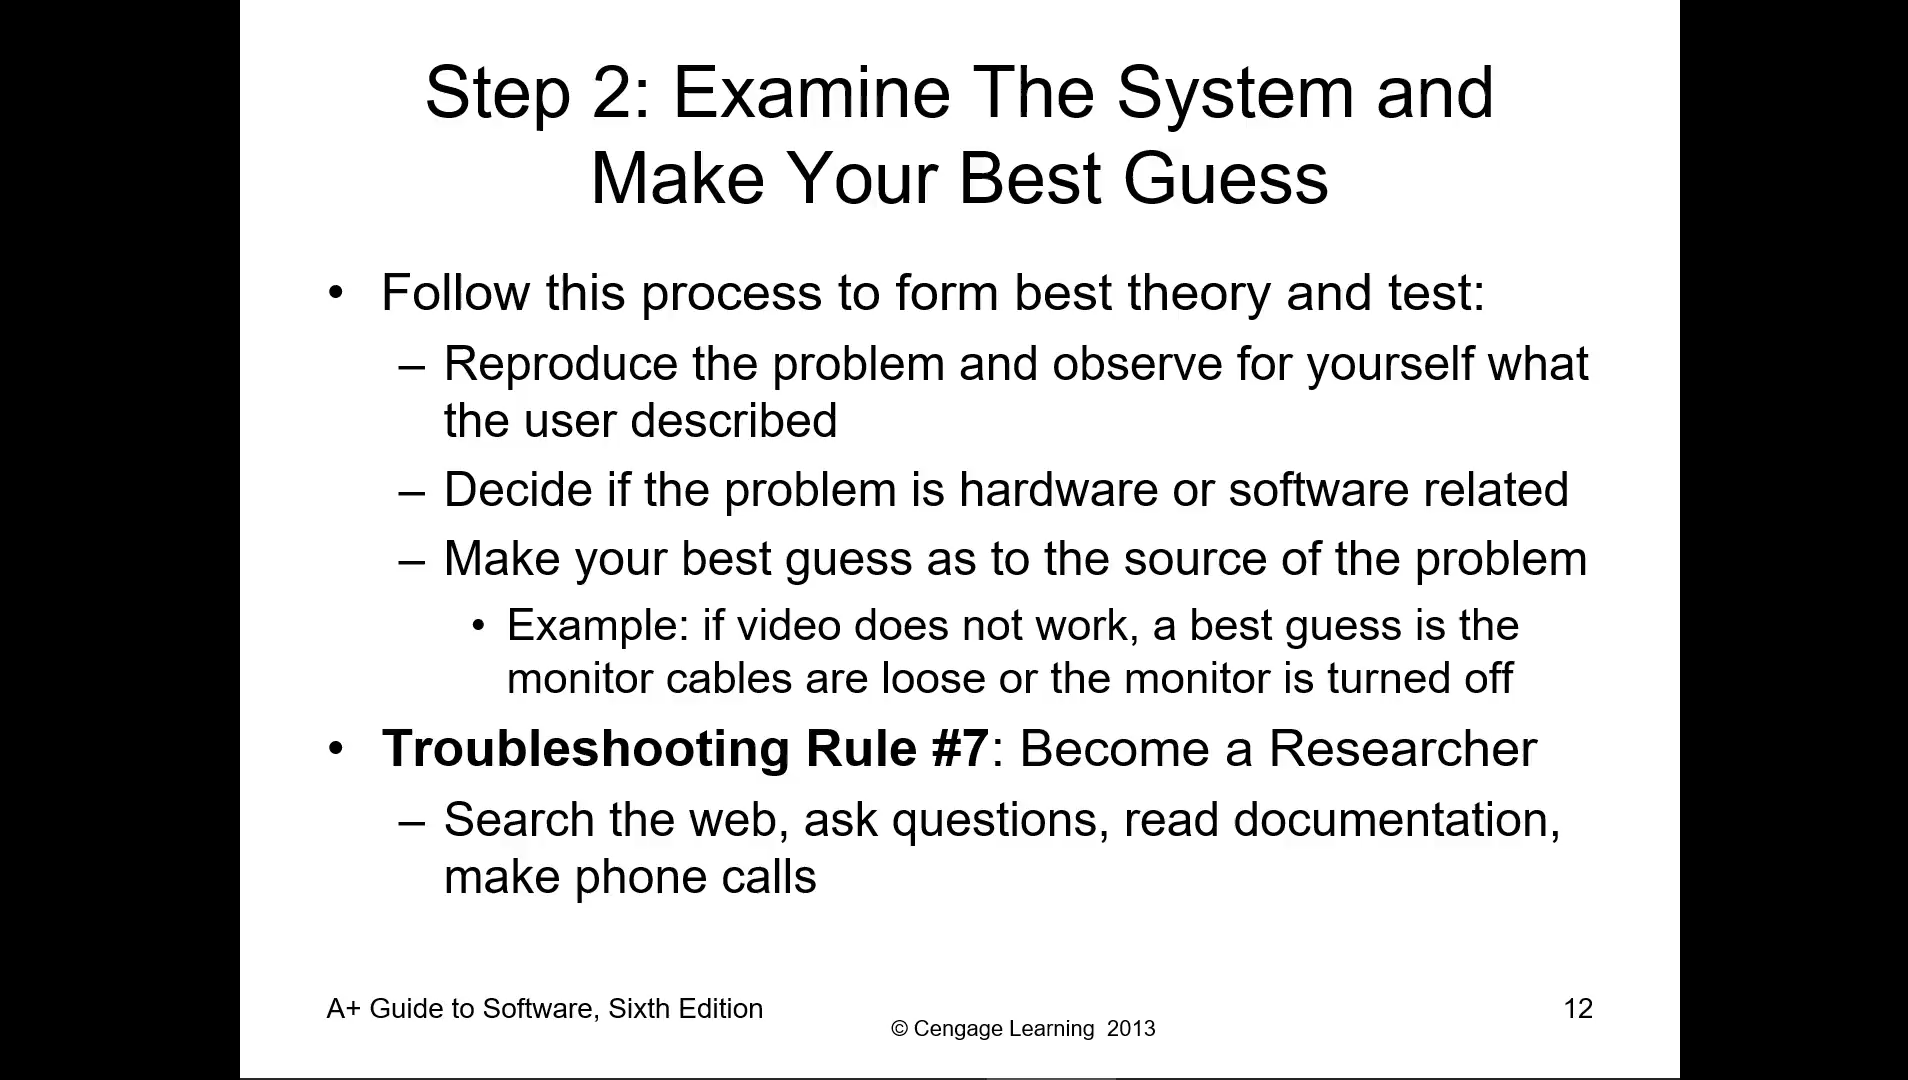 Step 2: Examine The System and
Make Your Best Guess
• Follow this process to form best theory and test:
– Reproduce the problem and observe for yourself what
the user described
– Decide if the problem is hardware or software related
– Make your best guess as to the source of the problem
• Example: if video does not work, a best guess is the
monitor cables are loose or the monitor is turned off
• Troubleshooting Rule #7: Become a Researcher
– Search the web, ask questions, read documentation,
make phone calls
A+ Guide to Software, Sixth Edition
© Cengage Learning 2013
12